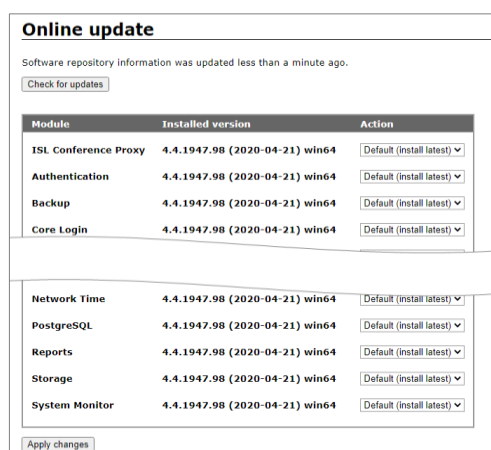 Online update
Software repository information was updated less than a minute ago.
Check for updates
Module Installed version Action
ISL Conference Proxy 4.4.1947.98 (2020-04-21) win64 Default (install latest)
Authentication 4.4.1947.98 (2020-04-21) win64 Default (install latest)
Backup 4.4.1947.98 (2020-04-21) win64 Default (install latest)
Core Login 4.4.1947.98 (2020-04-21) win64 Default (install latest)
Network Time 4.4.1947.98 (2020-04-21) win64 Default (install latest)
PostgreSQL 4.4.1947.98 (2020-04-21) win64 Default (install latest)
Reports 4.4.1947.98 (2020-04-21) win64 Default (install latest)
Storage 4.4.1947.98 (2020-04-21) win64 Default (install latest)
System Monitor 4.4.1947.98 (2020-04-21) win64 Default (install latest)
Apply changes